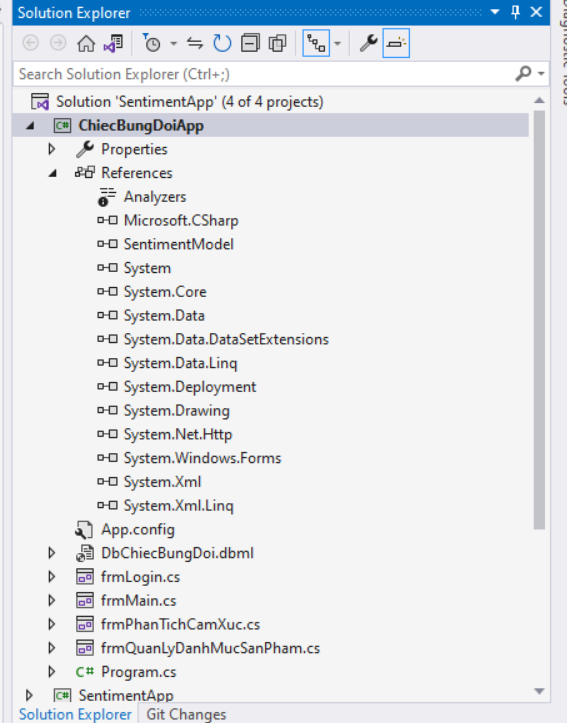 Solution Explorer
Search Solution Explorer (Ctrl+;)
Solution 'SentimentApp' (4 of 4 projects)
C# ChiecBungDoiApp
Properties
References
Analyzers
Microsoft.CSharp
SentimentModel
System
System.Core
System.Data
System.Data.DataSetExtensions
System.Data.Linq
System.Deployment
System.Drawing
System.Net.Http
System.Windows.Forms
System.Xml
System.Xml.Linq
App.config
DbChiecBungDoi.dbml
frmLogin.cs
frmMain.cs
frmPhanTichCamXuc.cs
frmQuanLyDanhMucSanPham.cs
C# Program.cs
C# SentimentApp
Solution Explorer Git Changes
Diagnostic Tools